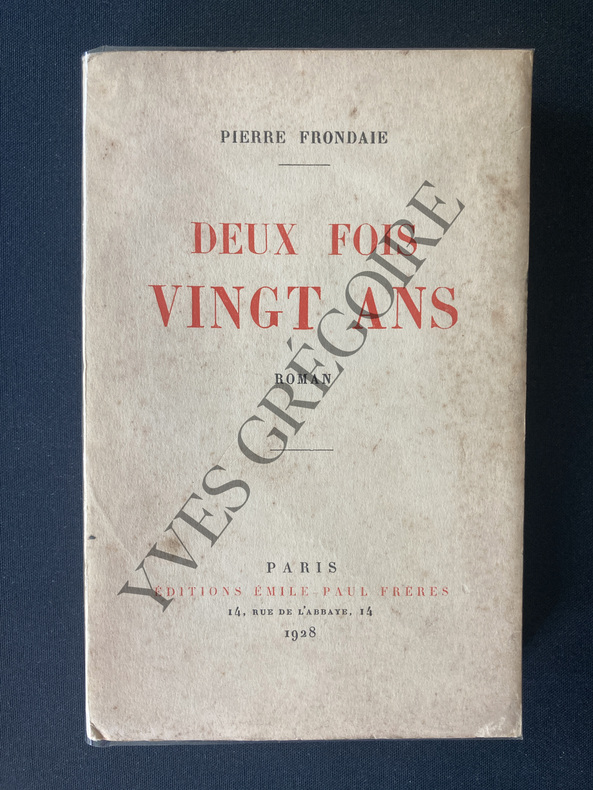 PIERRE FRONDAIE
DEUX FOIS
VINGT ANS
ROMAN
YVES GRÉGOIRE
PARIS
ÉDITIONS ÉMILE-PAUL FRÈRES
14, RUE DE L'ABBAYE, 14
1928